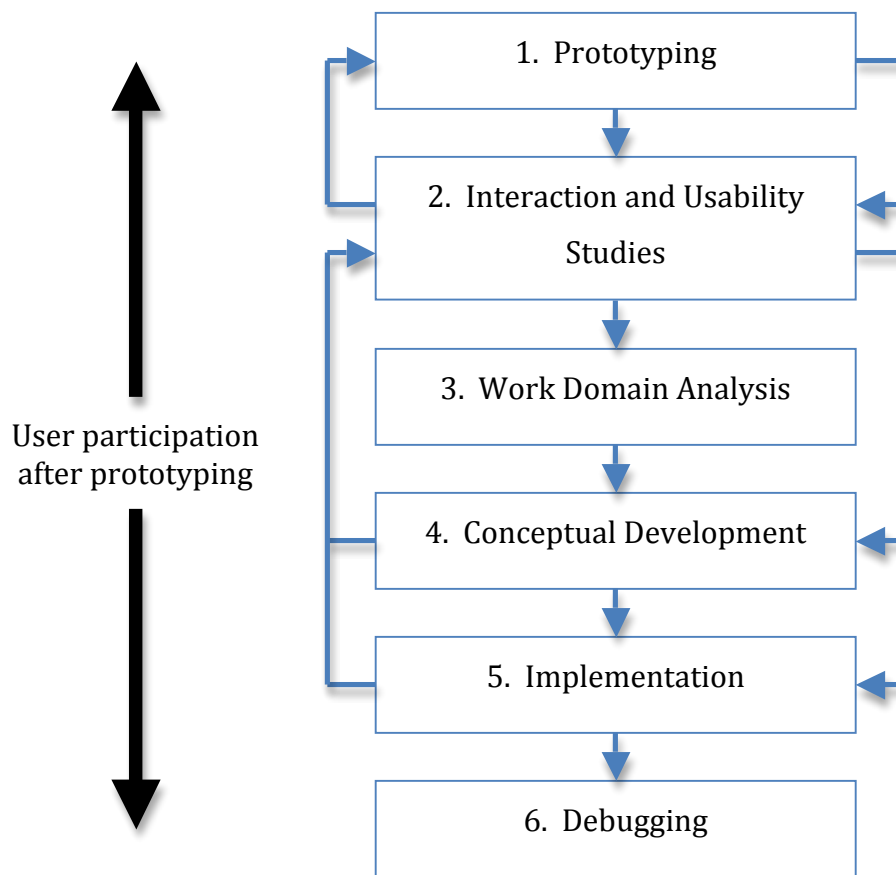 1. Prototyping
2. Interaction and Usability
Studies
3. Work Domain Analysis
User participation
after prototyping
4. Conceptual Development
5. Implementation
6. Debugging